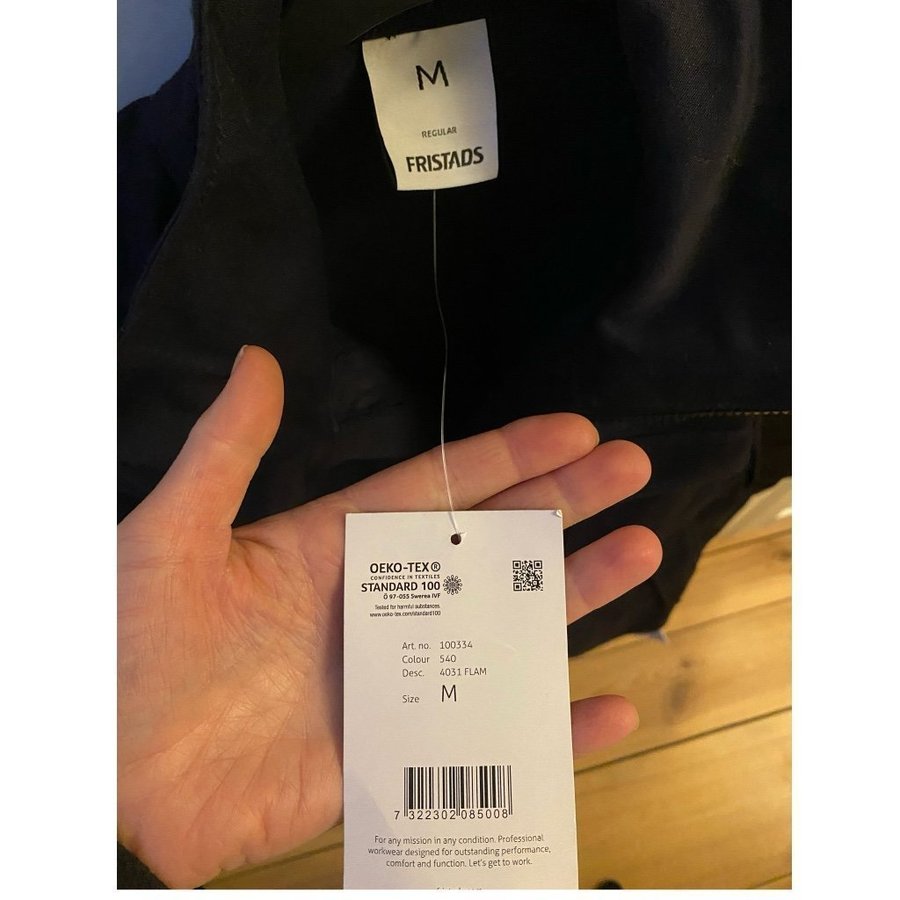 M
REGULAR
FRISTADS
OEKO-TEX®
CONFIDENCE IN TEXTILES
STANDARD 100
Ö 97-055 Swerea IVF
Tested for harmful substances.
www.oeko-tex.com/standard100
Art. no. 100334
Colour 540
Desc. 4031 FLAM
Size M
7 322302 085008
For any mission in any condition. Professional
workwear designed for outstanding performance,
comfort and function. Let's get to work.